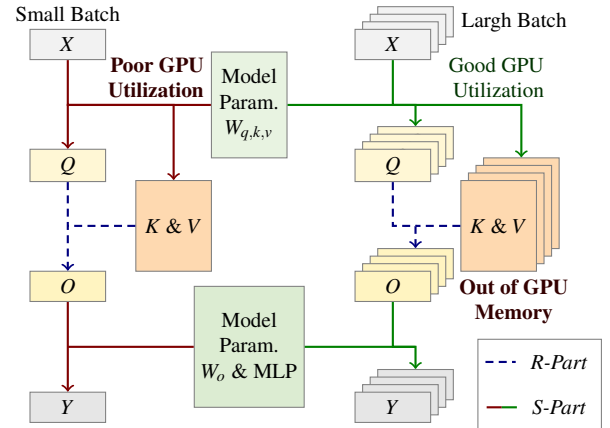 Small Batch
Largh Batch
X
X
Poor GPU
Utilization
Model
Param.
W_{q,k,v}
Good GPU
Utilization
Q
Q
K & V
K & V
O
O
Out of GPU
Memory
Model
Param.
W_o & MLP
R-Part
S-Part
Y
Y